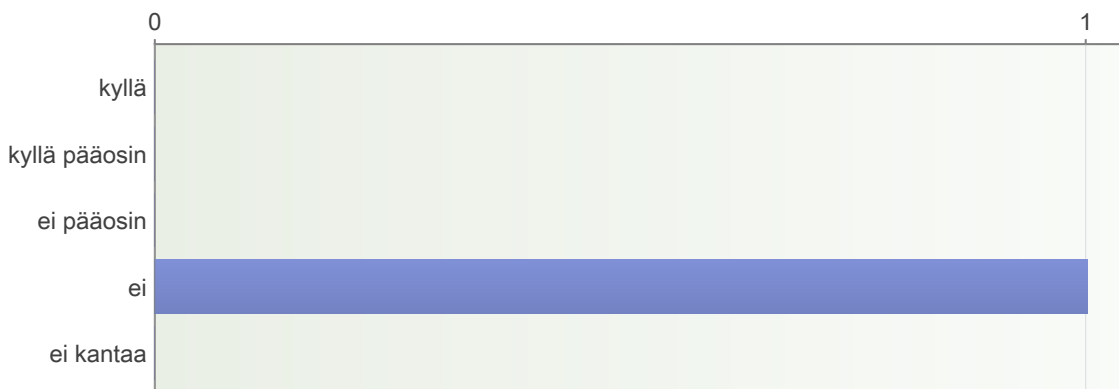 0 1
kyllä
kyllä pääosin
ei pääosin
ei
ei kantaa